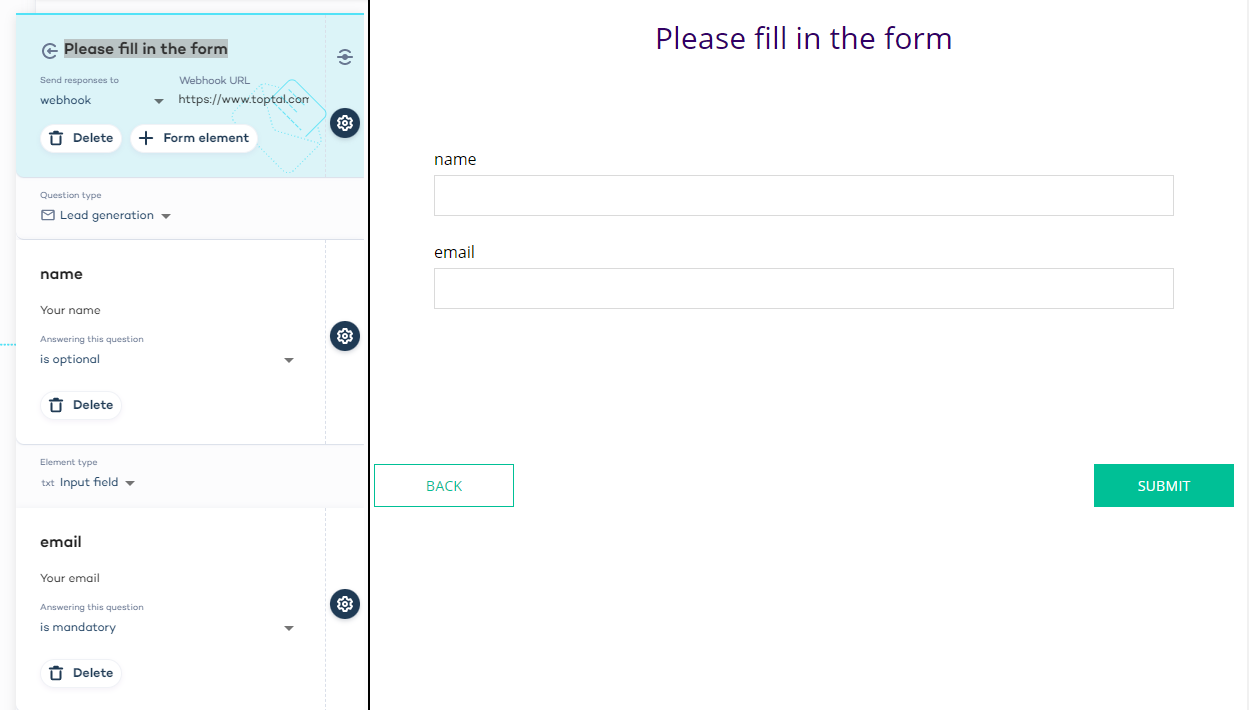 Please fill in the form
Send responses to
Webhook URL
webhook
https://www.toptal.com
Delete
Form element
Question type
Lead generation
name
Your name
Answering this question
is optional
Delete
Element type
txt Input field
email
Your email
Answering this question
is mandatory
Delete
Please fill in the form
name
email
BACK
SUBMIT